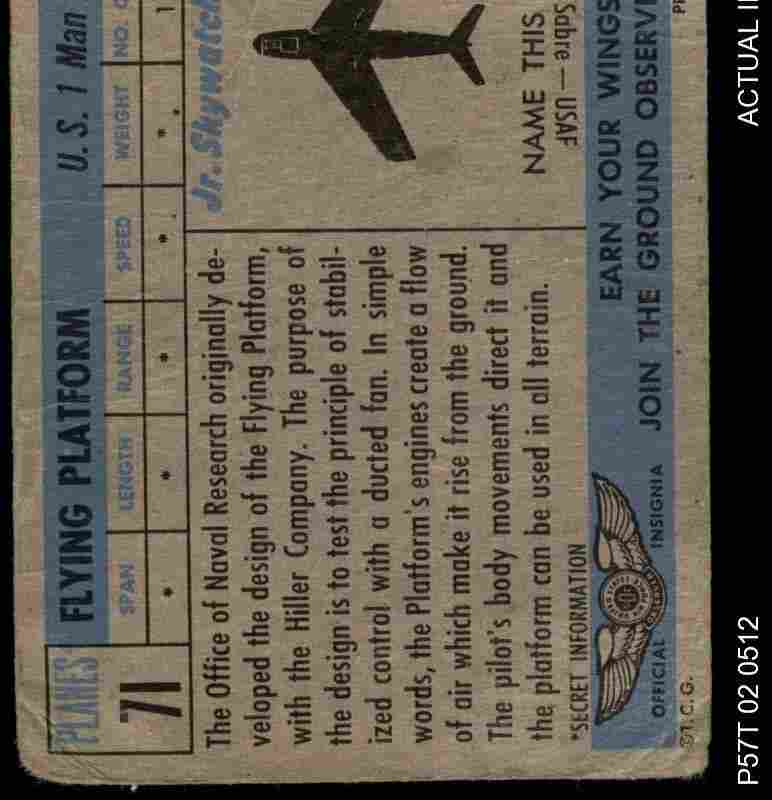 PLANES
71
FLYING PLATFORM U. S. 1 Man
SPAN LENGTH RANGE SPEED WEIGHT NO.
* * * * * 1
The Office of Naval Research originally de-
veloped the design of the Flying Platform,
with the Hiller Company. The purpose of
the design is to test the principle of stabil-
ized control with a ducted fan. In simple
words, the Platform's engines create a flow
of air which make it rise from the ground.
The pilot's body movements direct it and
the platform can be used in all terrain.
*SECRET INFORMATION
Jr. Skywatch
NAME THIS
Sabre — USAF
EARN YOUR WINGS
JOIN THE GROUND OBSERV
OFFICIAL INSIGNIA
©T.C.G.
P57T 02 0512
ACTUAL